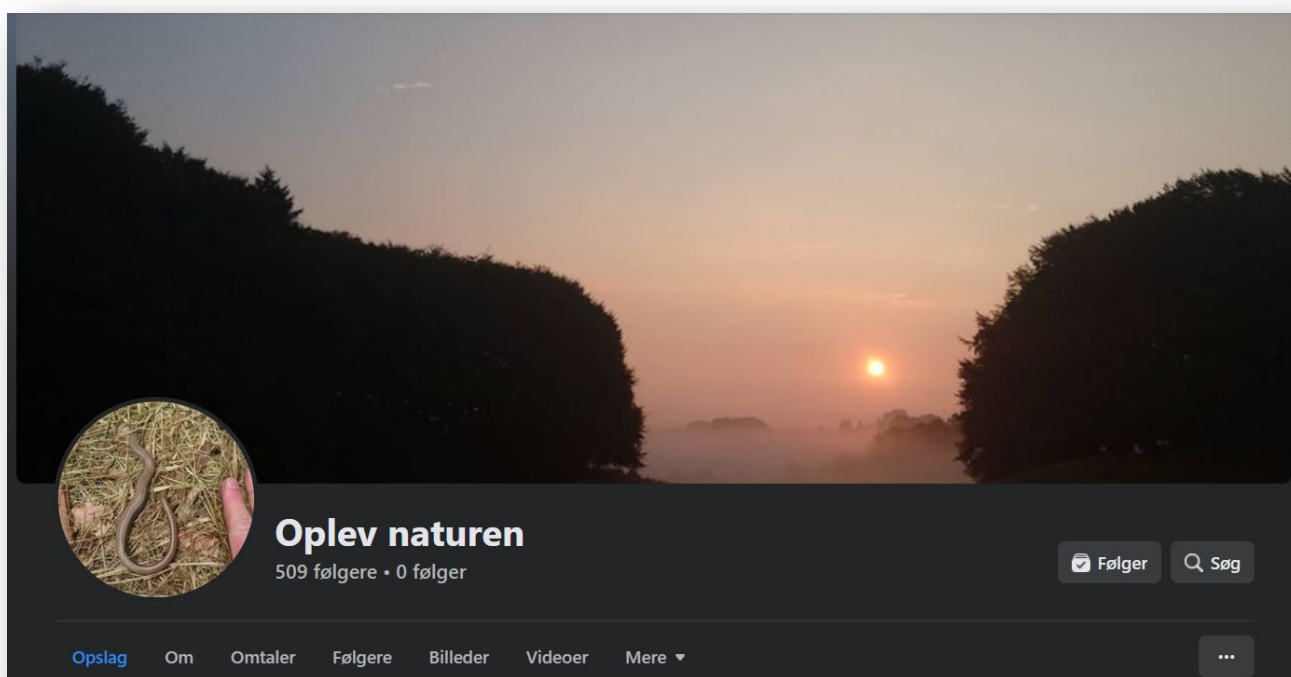 Oplev naturen
509 følgere • 0 følger
Følger
Søg
Opslag Om Omtaler Følgere Billeder Videoer Mere